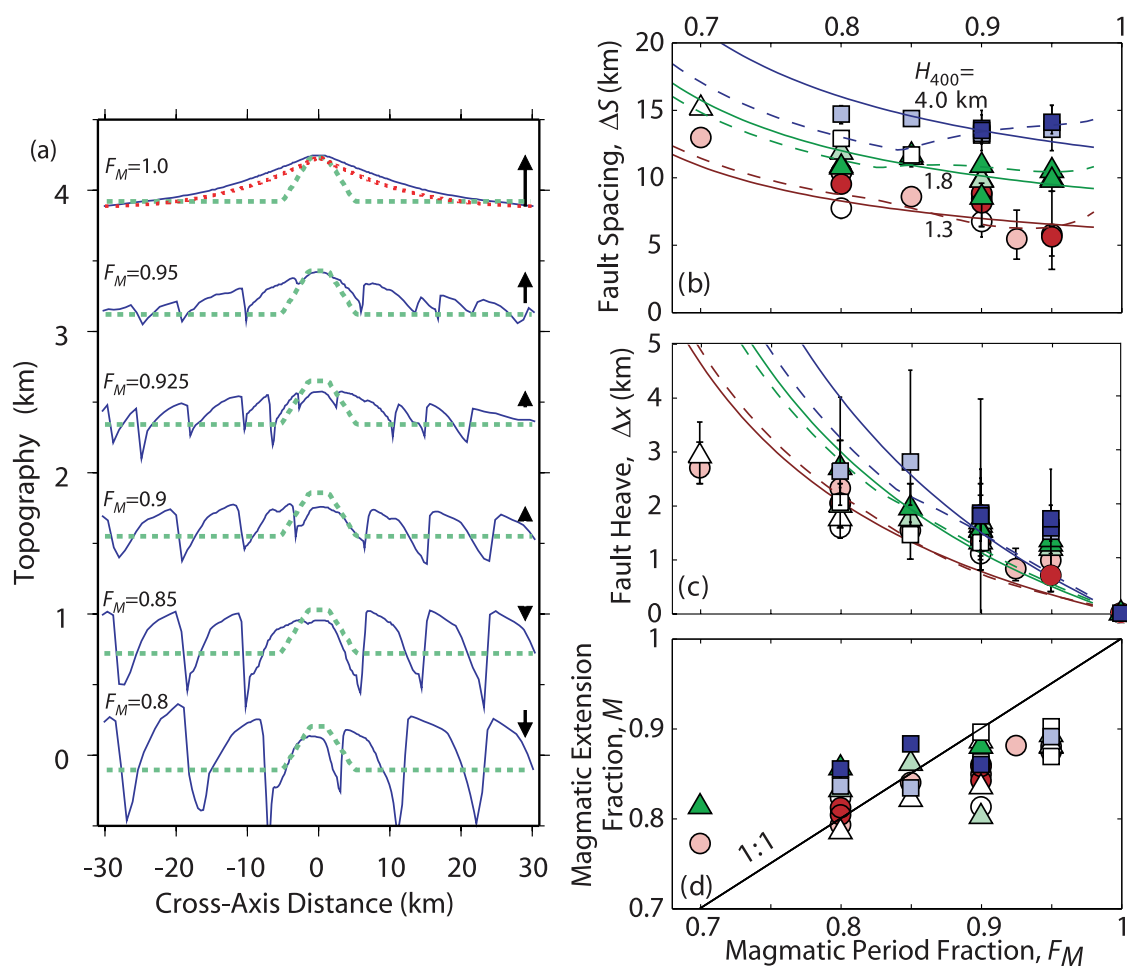 (a)
F_M=1.0
F_M=0.95
F_M=0.925
F_M=0.9
F_M=0.85
F_M=0.8
4
3
2
1
0
Topography (km)
-30 -20 -10 0 10 20 30
Cross-Axis Distance (km)
0.7 0.8 0.9 1
20
15
10
5
0
Fault Spacing, ΔS (km)
H_400=
4.0 km
1.8
1.3
(b)
5
4
3
2
1
0
Fault Heave, Δx (km)
(c)
1
0.9
0.8
0.7
Magmatic Extension
Fraction, M
1:1
(d)
0.7 0.8 0.9 1
Magmatic Period Fraction, F_M